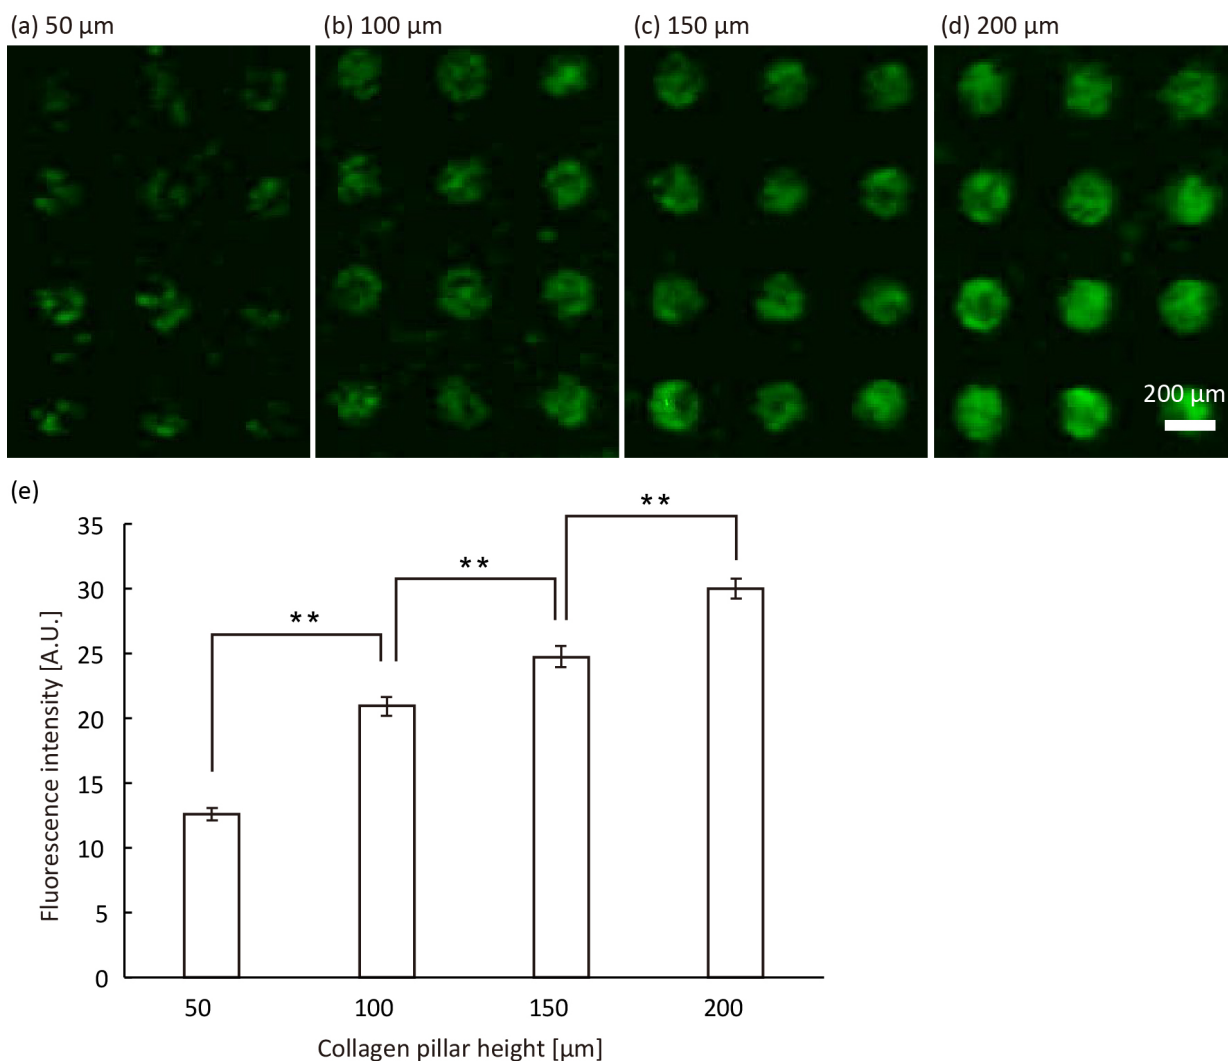 (a) 50 μm
(b) 100 μm
(c) 150 μm
(d) 200 μm
200 μm
(e)
**
**
**
35
30
25
20
15
10
5
0
Fluorescence intensity [A.U.]
50
100
150
200
Collagen pillar height [μm]